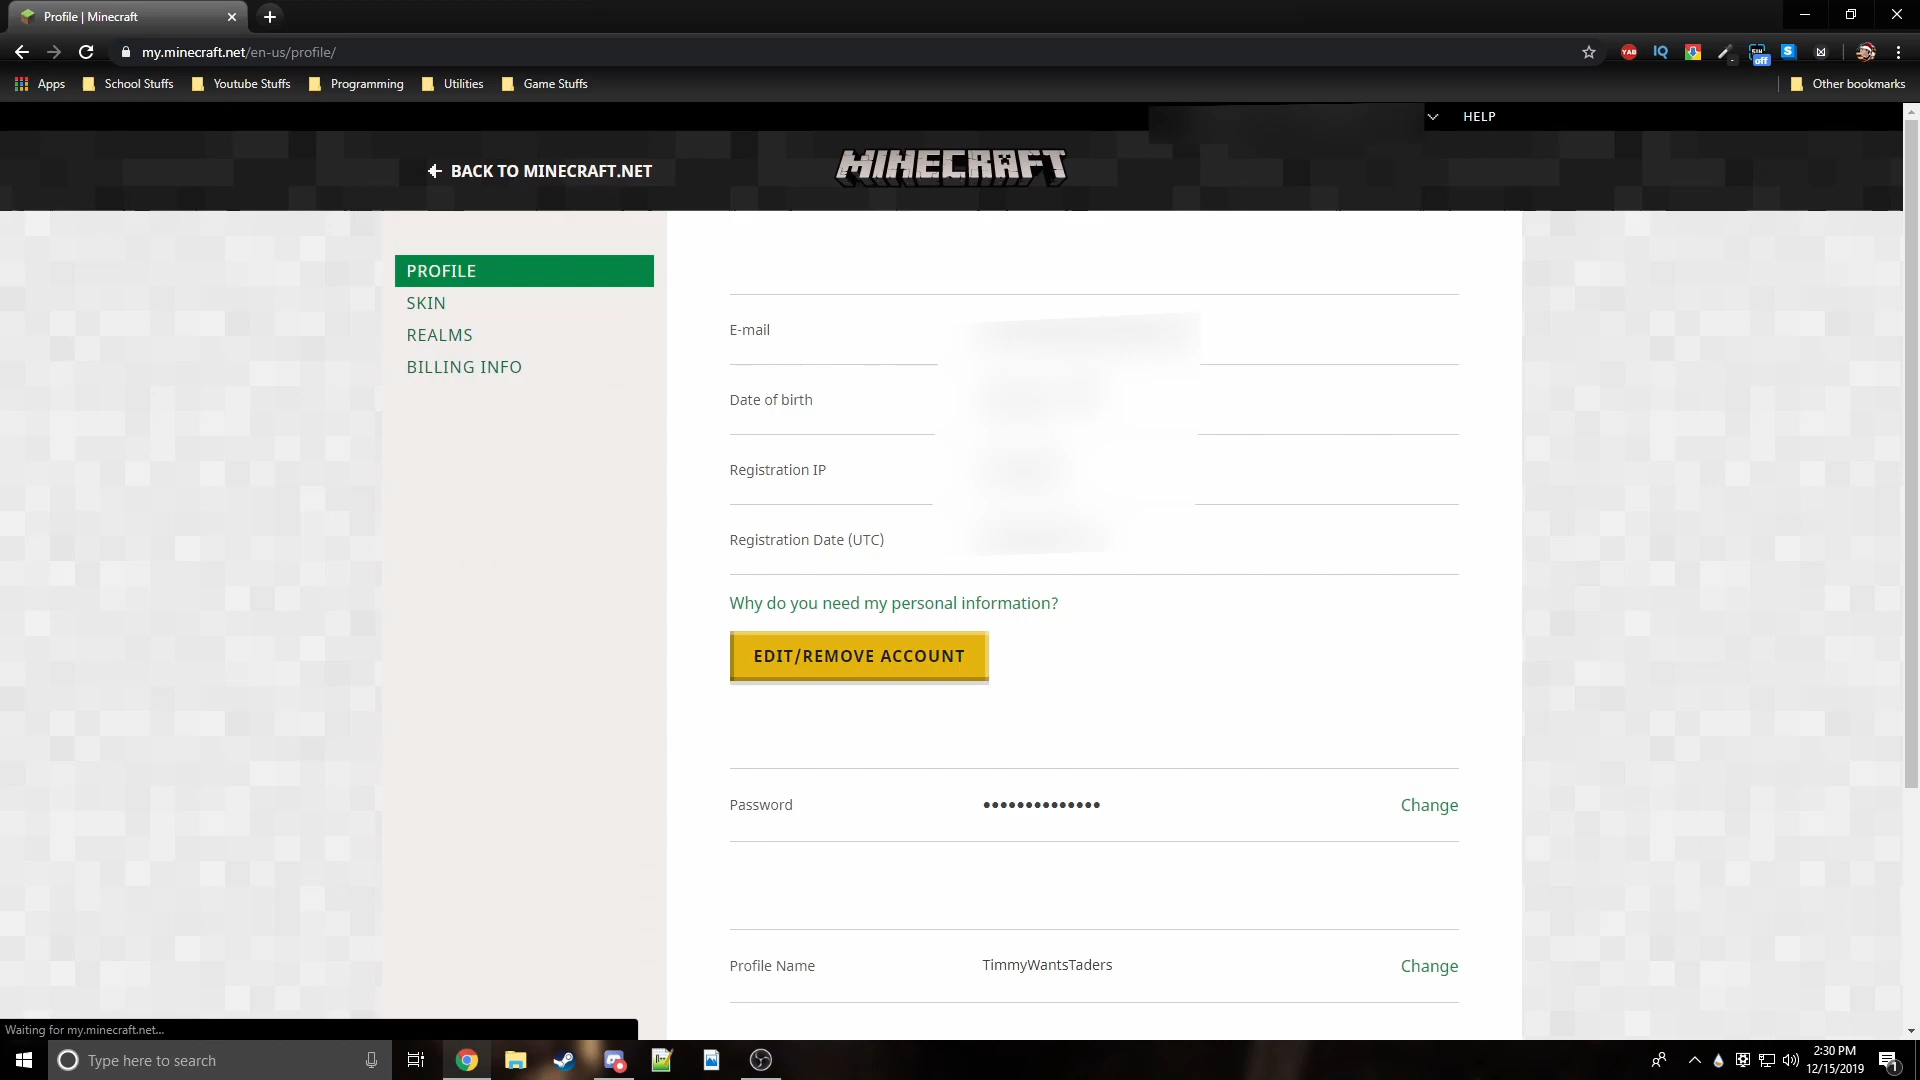 Profile | Minecraft
my.minecraft.net/en-us/profile/
Apps School Stuffs Youtube Stuffs Programming Utilities Game Stuffs Other bookmarks
HELP
BACK TO MINECRAFT.NET
MINECRAFT
PROFILE
SKIN
REALMS
BILLING INFO
E-mail
Date of birth
Registration IP
Registration Date (UTC)
Why do you need my personal information?
EDIT/REMOVE ACCOUNT
Password •••••••••••••• Change
Profile Name TimmyWantsTaders Change
Waiting for my.minecraft.net...
Type here to search
2:30 PM
12/15/2019